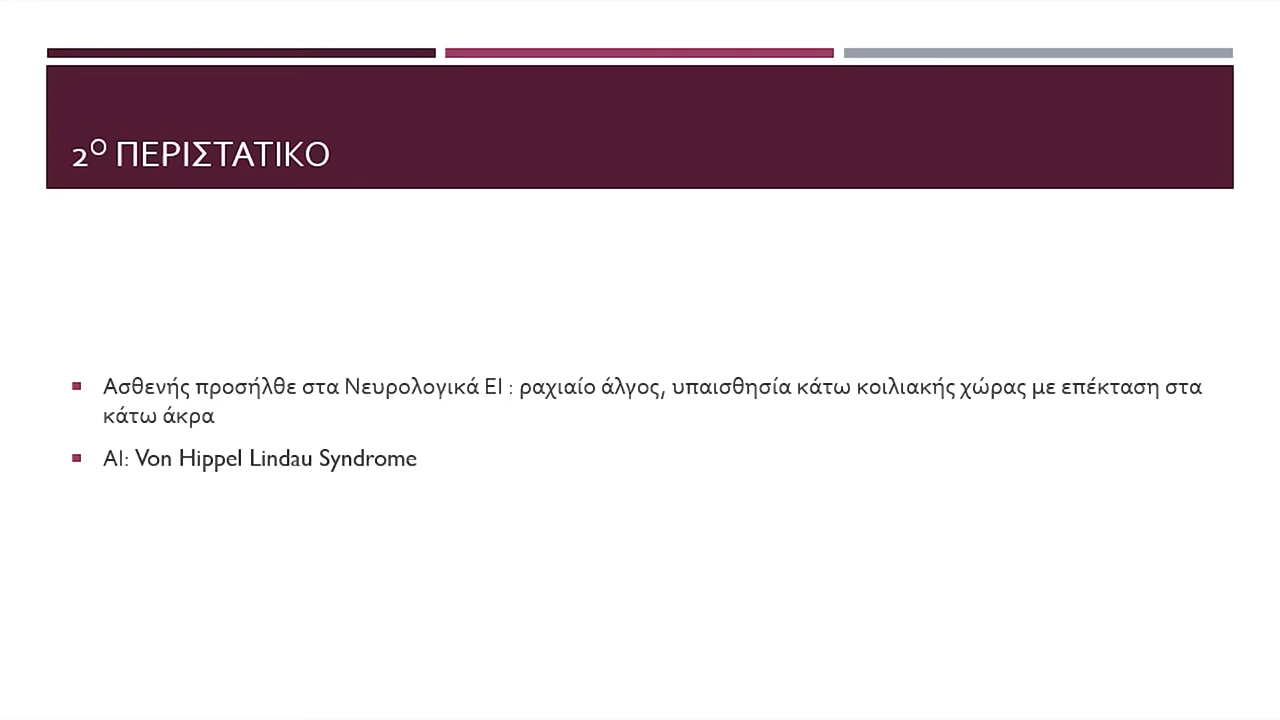 2Ο ΠΕΡΙΣΤΑΤΙΚΟ
Ασθενής προσήλθε στα Νευρολογικά ΕΙ : ραχιαίο άλγος, υπαισθησία κάτω κοιλιακής χώρας με επέκταση στα
κάτω άκρα
ΑΙ: Von Hippel Lindau Syndrome